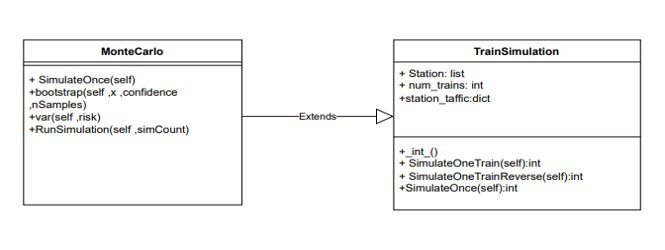 MonteCarlo
+ SimulateOnce(self)
+bootstrap(self ,x ,confidence
,nSamples)
+var(self ,risk)
+RunSimulation(self ,simCount)
Extends
TrainSimulation
+ Station: list
+ num_trains: int
+station_taffic:dict
+_int_()
+ SimulateOneTrain(self):int
+ SimulateOneTrainReverse(self):int
+SimulateOnce(self):int